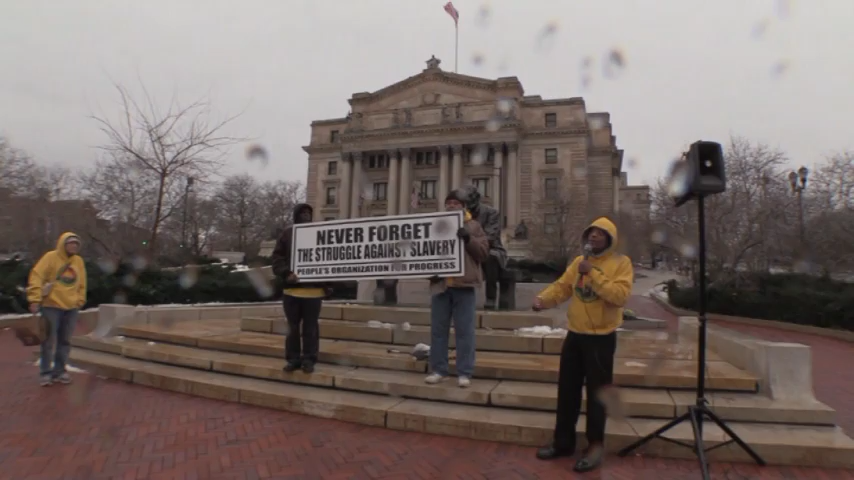 NEVER FORGET
THE STRUGGLE AGAINST SLAVERY
PEOPLE'S ORGANIZATION FOR PROGRESS